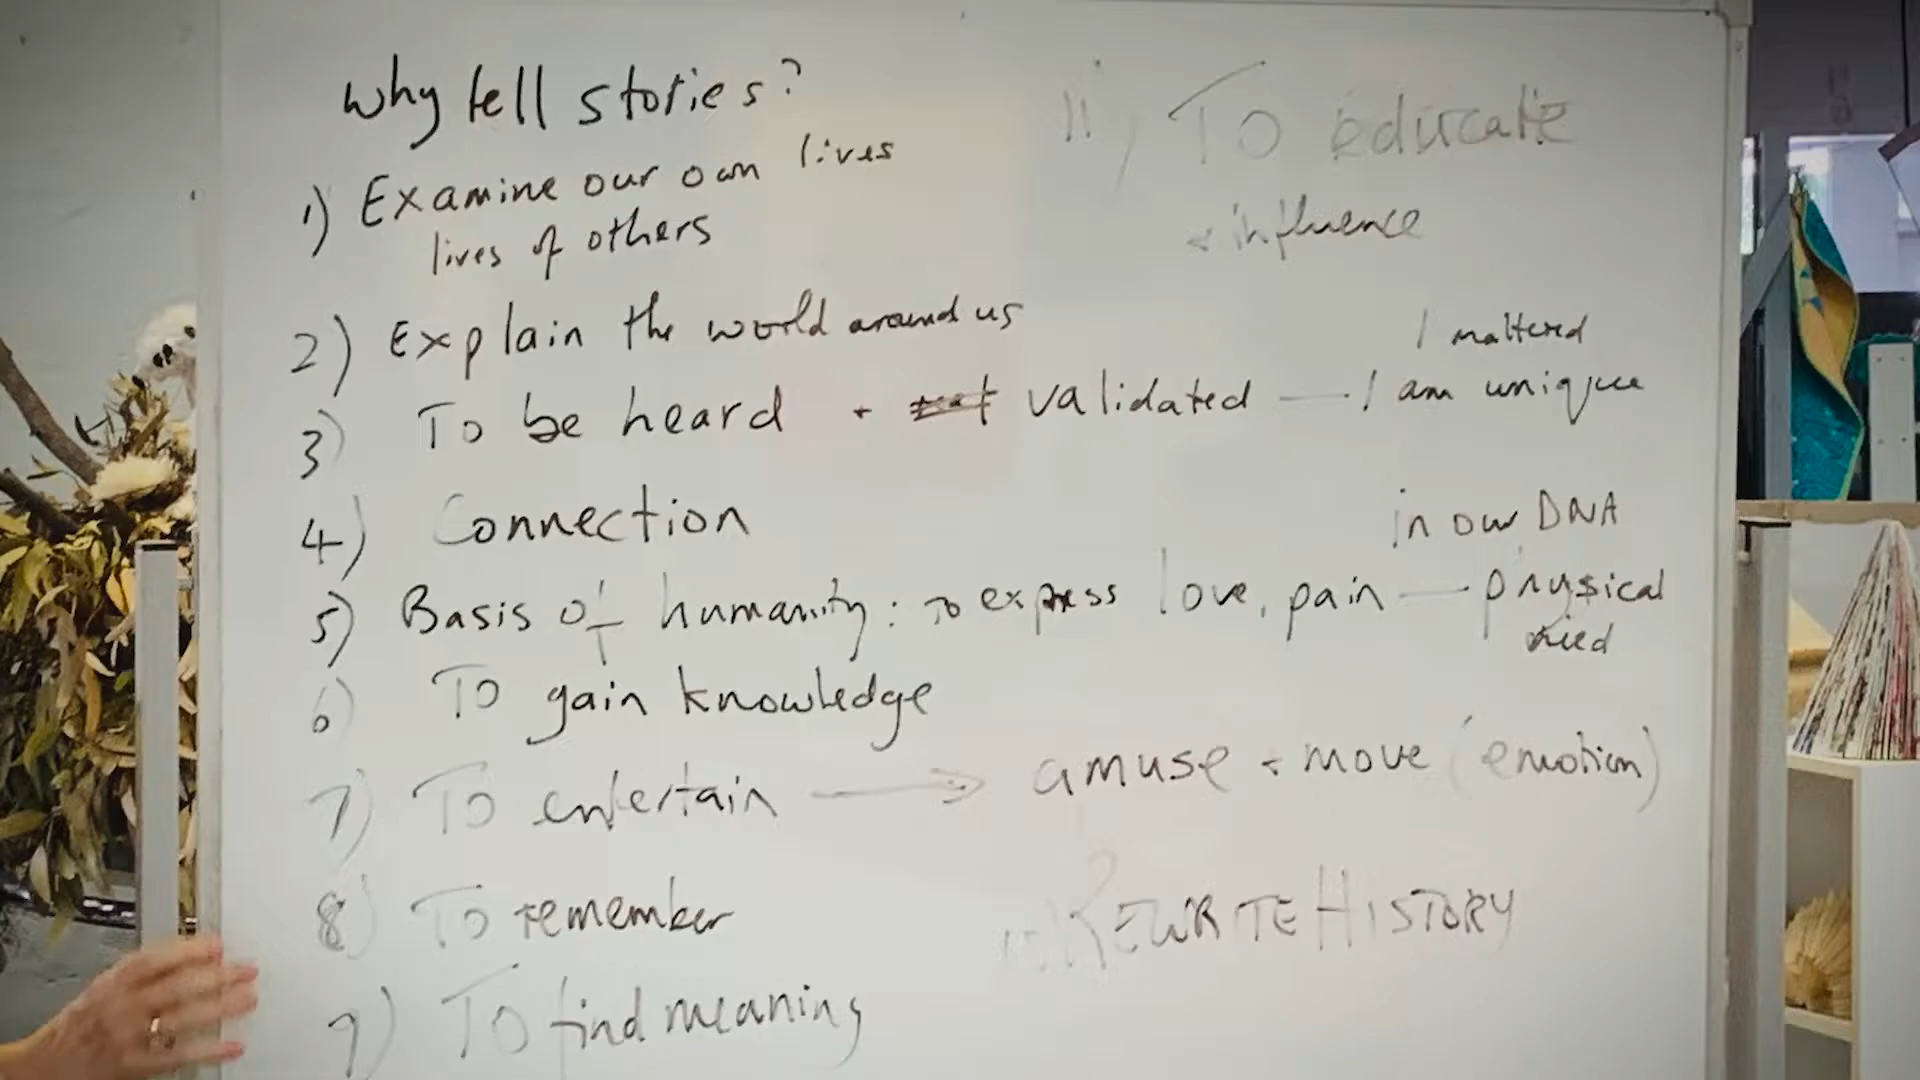 Why tell stories?
1) Examine our own lives
lives of others
2) Explain the world around us
3) To be heard + validated — I am unique
I mattered
4) Connection
5) Basis of humanity: To express love, pain — physical need
in our DNA
6) To gain knowledge
7) To entertain → amuse + move (emotion)
8) To remember
9) To find meaning
REWRITE HISTORY
11) To educate
+ influence